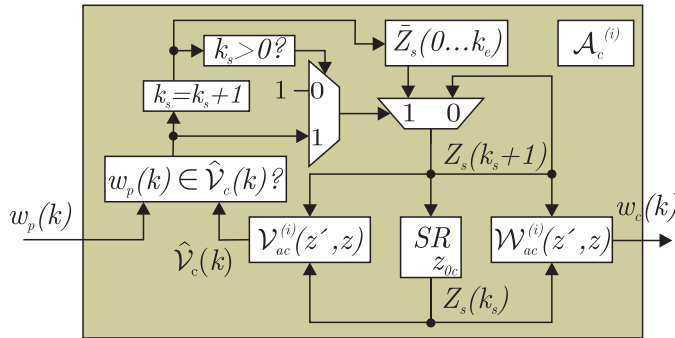 k_s>0?
Z̄_s(0...k_e)
𝒜_c^(i)
k_s=k_s+1
1
0
1
1 0
Z_s(k_s+1)
w_p(k) ∈ 𝒱̂_c(k)?
w_p(k)
𝒱̂_c(k)
𝒱_ac^(i)(z´,z)
SR
z_0c
𝒲_ac^(i)(z´,z)
w_c(k)
Z_s(k_s)